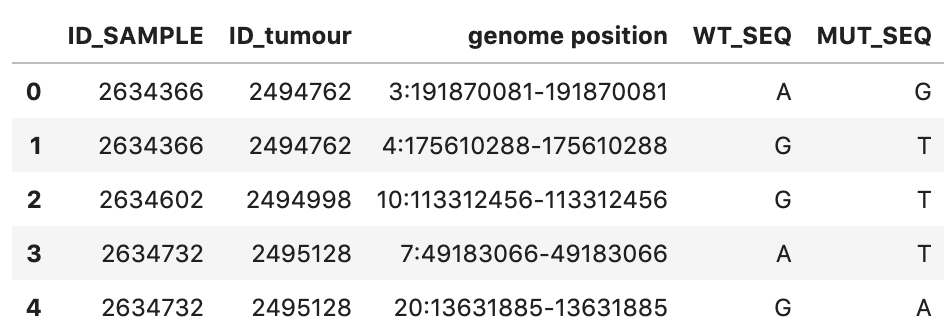 ID_SAMPLE ID_tumour genome position WT_SEQ MUT_SEQ
0 2634366 2494762 3:191870081-191870081 A G
1 2634366 2494762 4:175610288-175610288 G T
2 2634602 2494998 10:113312456-113312456 G T
3 2634732 2495128 7:49183066-49183066 A T
4 2634732 2495128 20:13631885-13631885 G A